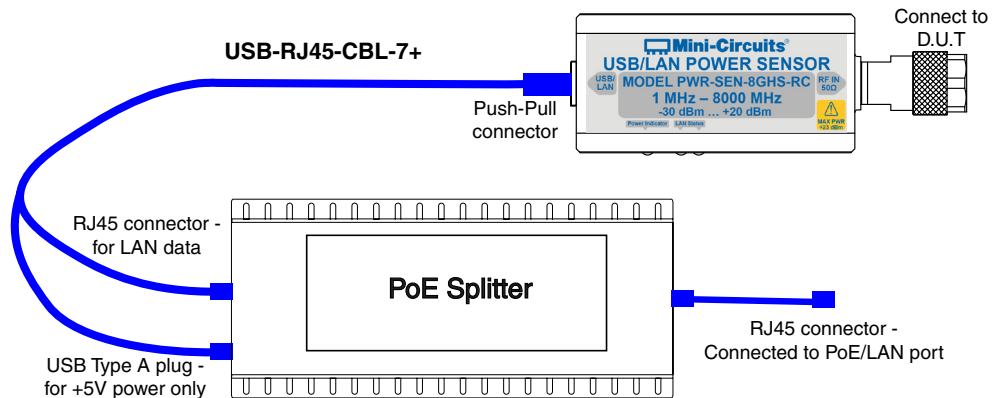 Connect to
D.U.T
USB-RJ45-CBL-7+
Mini-Circuits®
USB/LAN POWER SENSOR
USB/
LAN
MODEL PWR-SEN-8GHS-RC
RF IN
50Ω
1 MHz – 8000 MHz
-30 dBm ... +20 dBm
Power Indicator
LAN Status
MAX PWR
+23 dBm
Push-Pull
connector
RJ45 connector -
for LAN data
PoE Splitter
RJ45 connector -
Connected to PoE/LAN port
USB Type A plug -
for +5V power only